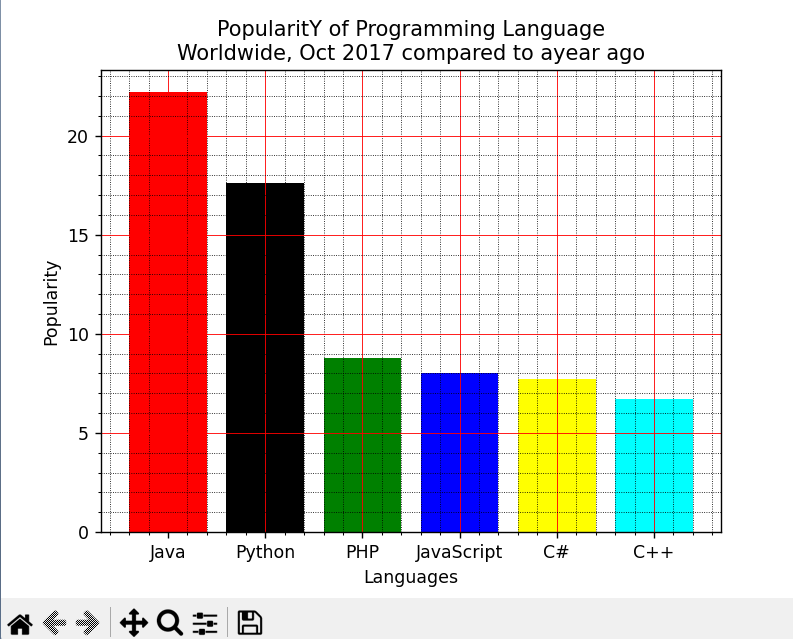 PopularitY of Programming Language
Worldwide, Oct 2017 compared to ayear ago
20
15
10
5
0
Popularity
Java Python PHP JavaScript C# C++
Languages